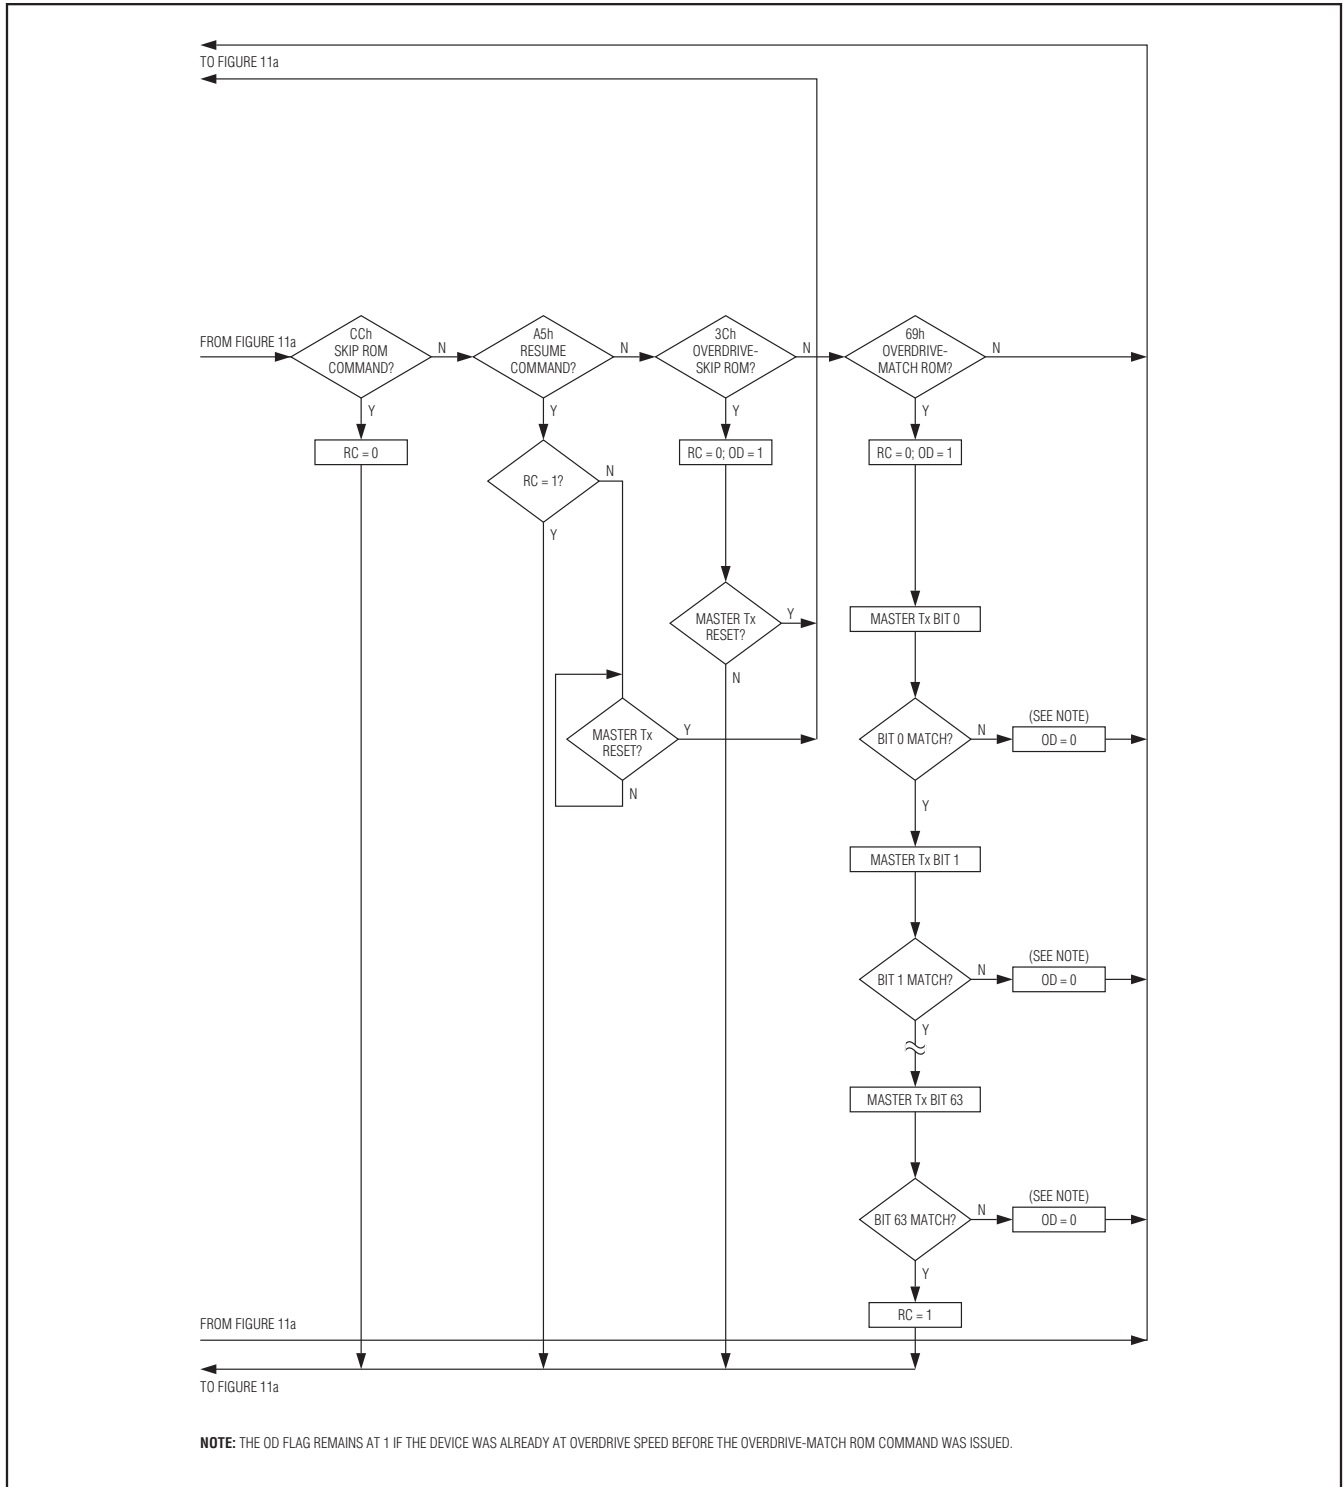 TO FIGURE 11a
FROM FIGURE 11a
CCh
SKIP ROM
COMMAND?
N
Y
RC = 0
A5h
RESUME
COMMAND?
N
Y
RC = 1?
N
Y
MASTER Tx
RESET?
Y
N
3Ch
OVERDRIVE-
SKIP ROM?
N
Y
RC = 0; OD = 1
MASTER Tx
RESET?
Y
N
69h
OVERDRIVE-
MATCH ROM?
N
Y
RC = 0; OD = 1
MASTER Tx BIT 0
BIT 0 MATCH?
N
(SEE NOTE)
OD = 0
Y
MASTER Tx BIT 1
BIT 1 MATCH?
N
(SEE NOTE)
OD = 0
Y
MASTER Tx BIT 63
BIT 63 MATCH?
N
(SEE NOTE)
OD = 0
Y
RC = 1
FROM FIGURE 11a
TO FIGURE 11a
NOTE: THE OD FLAG REMAINS AT 1 IF THE DEVICE WAS ALREADY AT OVERDRIVE SPEED BEFORE THE OVERDRIVE-MATCH ROM COMMAND WAS ISSUED.